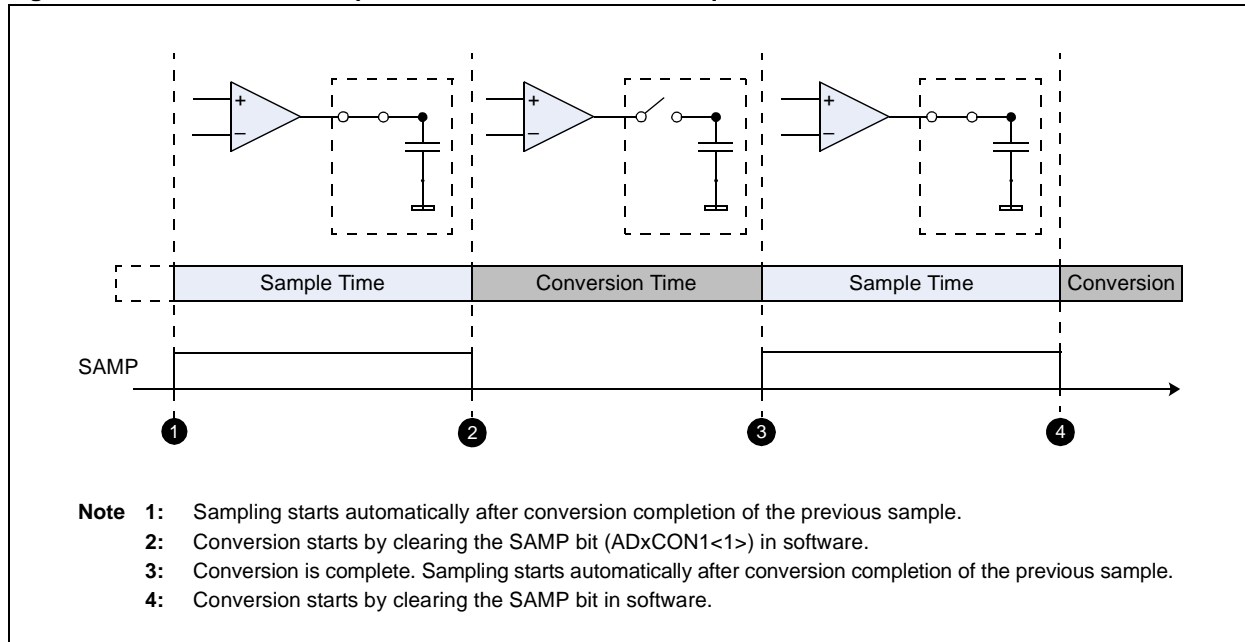 +
−
+
−
+
−
Sample Time
Conversion Time
Sample Time
Conversion
SAMP
1
2
3
4
Note 1: Sampling starts automatically after conversion completion of the previous sample.
2: Conversion starts by clearing the SAMP bit (ADxCON1<1>) in software.
3: Conversion is complete. Sampling starts automatically after conversion completion of the previous sample.
4: Conversion starts by clearing the SAMP bit in software.